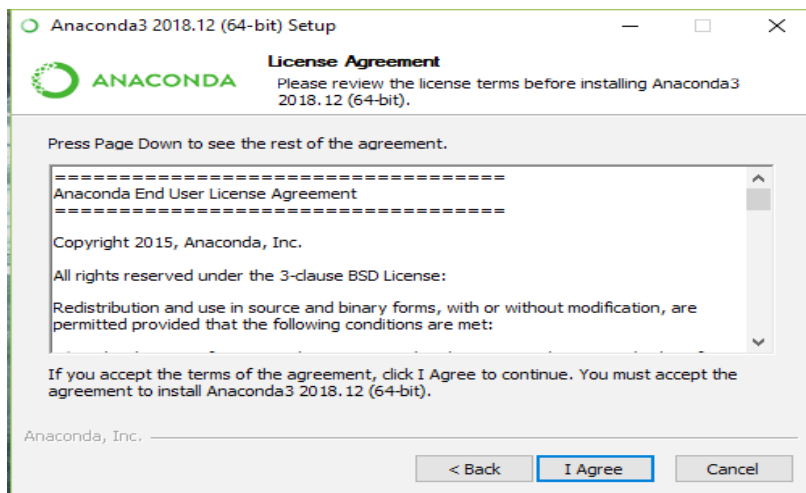 Anaconda3 2018.12 (64-bit) Setup
ANACONDA
License Agreement
Please review the license terms before installing Anaconda3
2018.12 (64-bit).
Press Page Down to see the rest of the agreement.
===================================
Anaconda End User License Agreement
===================================
Copyright 2015, Anaconda, Inc.
All rights reserved under the 3-clause BSD License:
Redistribution and use in source and binary forms, with or without modification, are
permitted provided that the following conditions are met:
If you accept the terms of the agreement, click I Agree to continue. You must accept the
agreement to install Anaconda3 2018.12 (64-bit).
Anaconda, Inc.
< Back
I Agree
Cancel